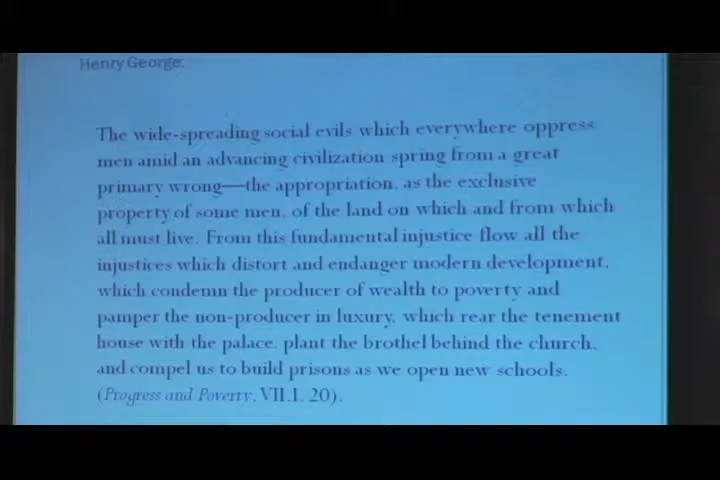 Henry George.
The wide-spreading social evils which everywhere oppress
men amid an advancing civilization spring from a great
primary wrong—the appropriation, as the exclusive
property of some men, of the land on which and from which
all must live. From this fundamental injustice flow all the
injustices which distort and endanger modern development,
which condemn the producer of wealth to poverty and
pamper the non-producer in luxury, which rear the tenement
house with the palace, plant the brothel behind the church,
and compel us to build prisons as we open new schools.
(Progress and Poverty, VII.I. 20).